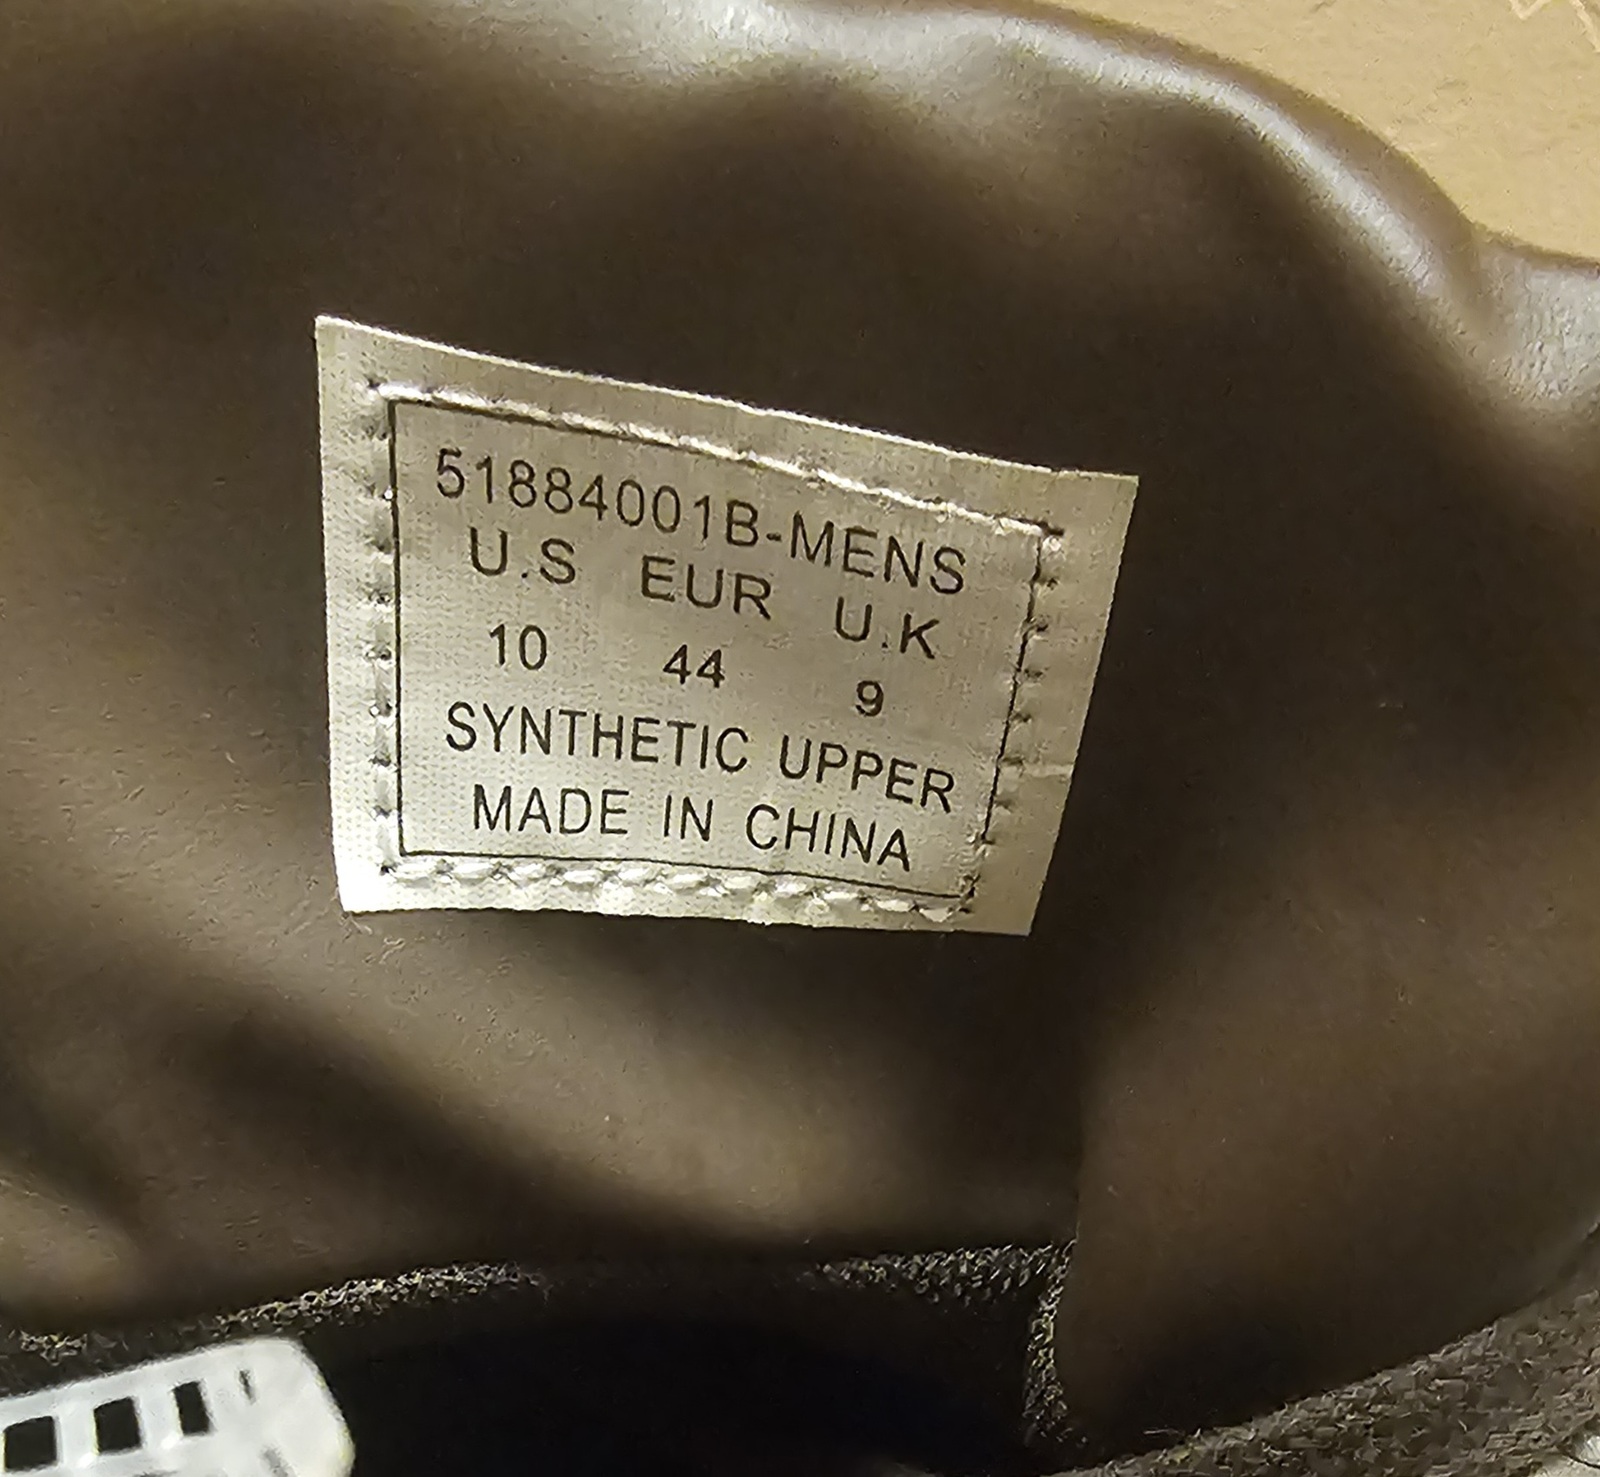 51884001B-MENS
U.S EUR U.K
10 44 9
SYNTHETIC UPPER
MADE IN CHINA